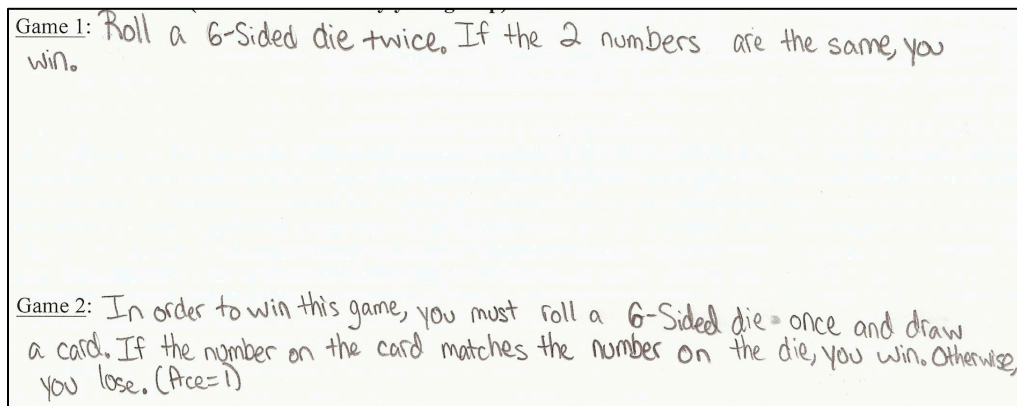 Game 1: Roll a 6-Sided die twice. If the 2 numbers are the same, you
win.
Game 2: In order to win this game, you must roll a 6-Sided die once and draw
a card. If the number on the card matches the number on the die, you win. Otherwise,
you lose. (Ace=1)